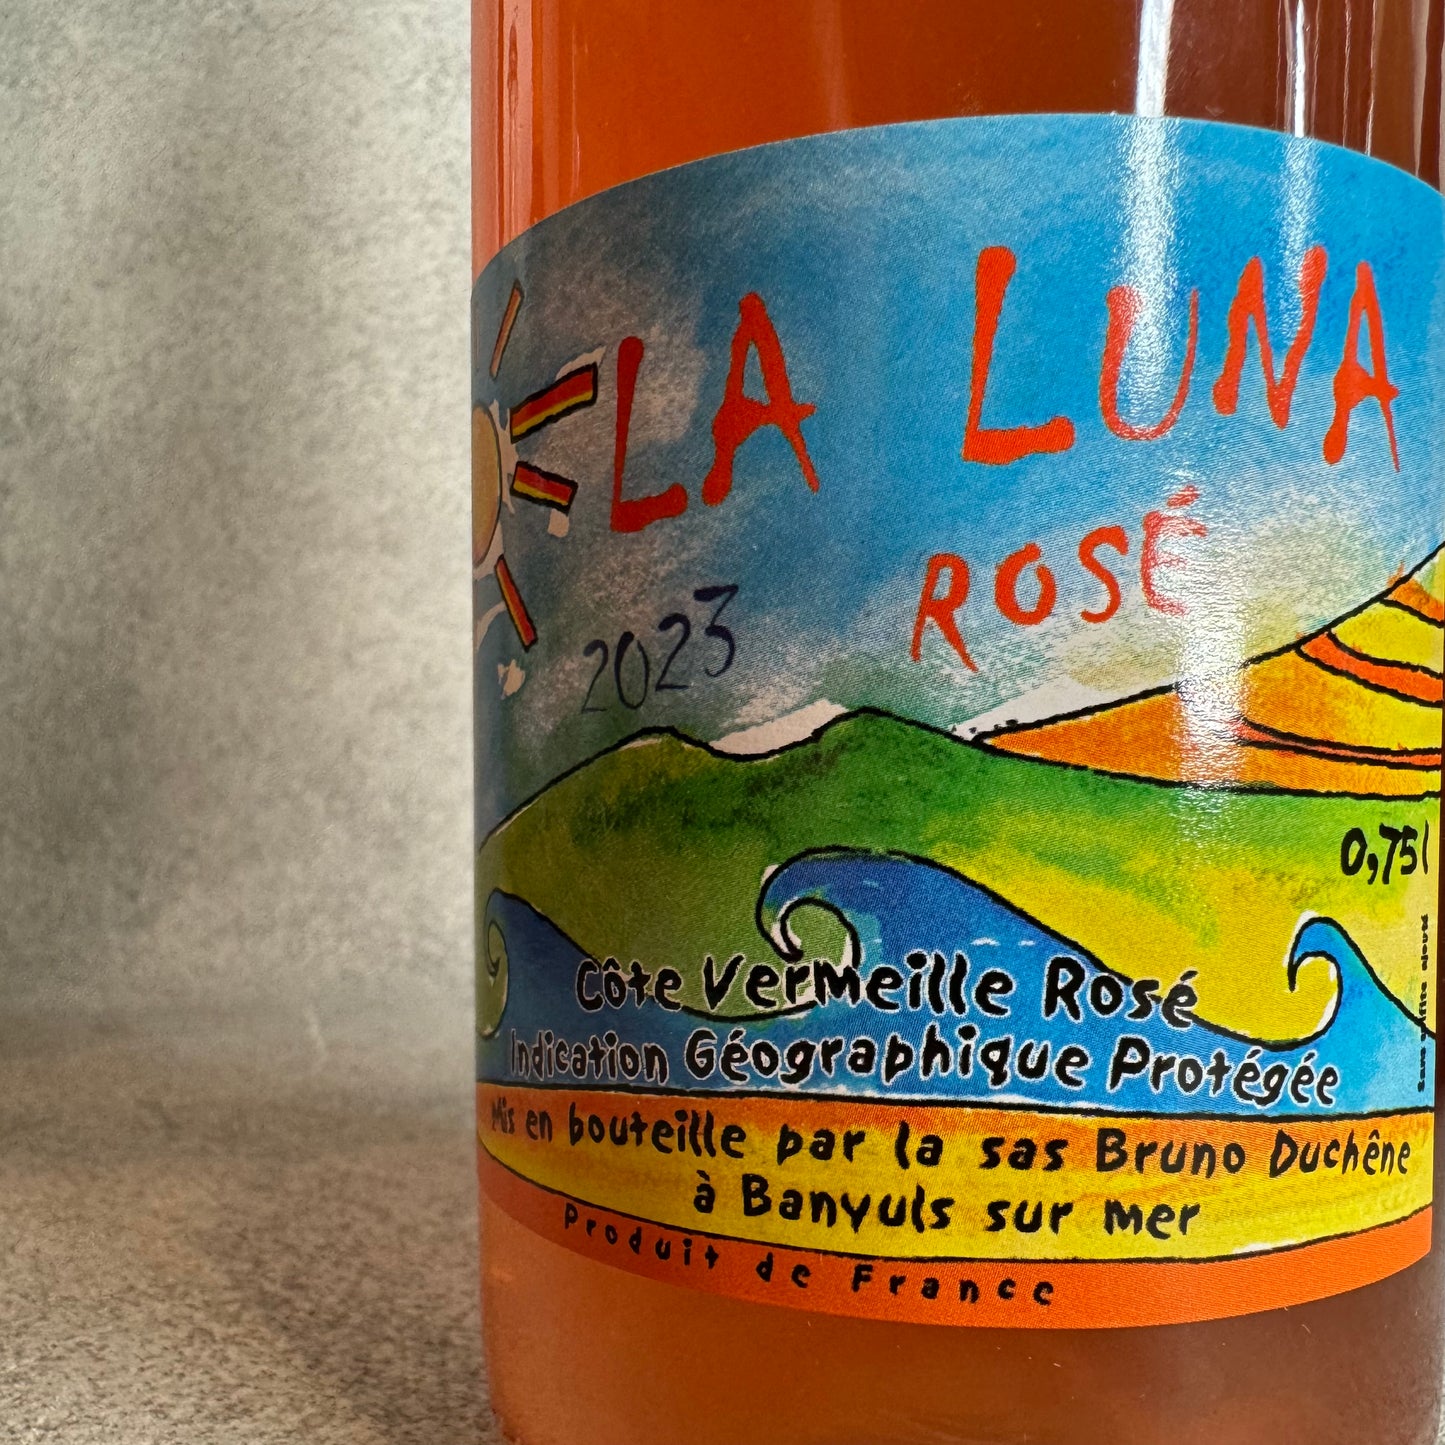 LA LUNA
ROSÉ
2023
0,75l
Côte Vermeille Rosé
Indication Géographique Protégée
Mis en bouteille par la sas Bruno Duchêne
à Banyuls sur mer
Produit de France